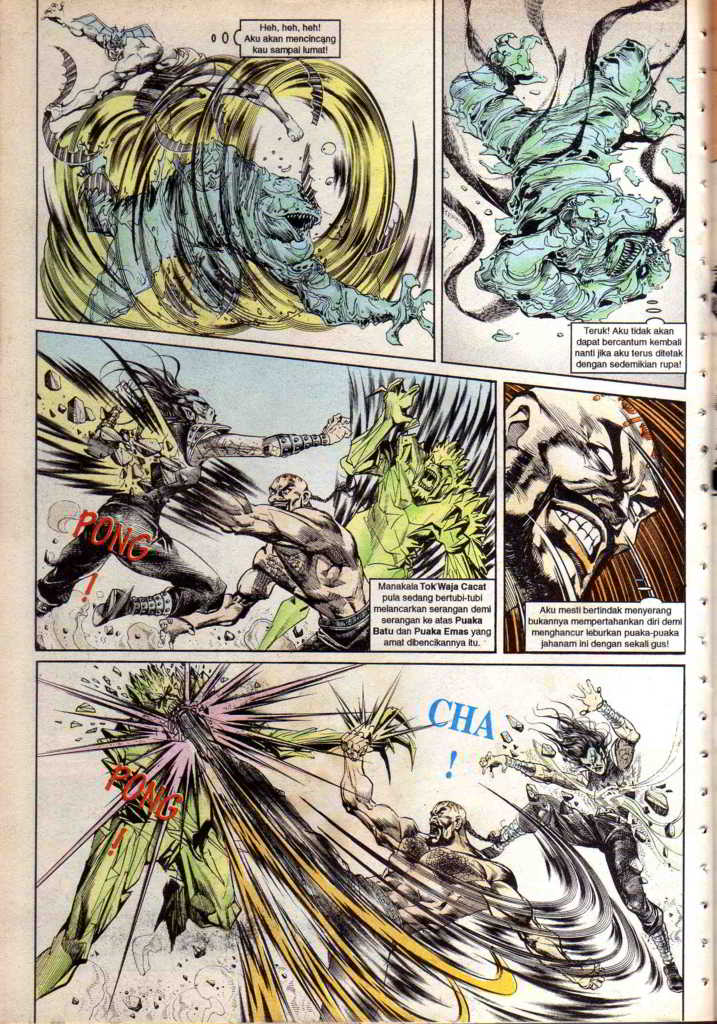 Heh, heh, heh!
Aku akan mencincang
kau sampai lumat!
Teruk! Aku tidak akan
dapat bercantum kembali
nanti jika aku terus ditetak
dengan sedemikian rupa!
PONG
!
Manakala Tok'Waja Cacat
pula sedang bertubi-tubi
melancarkan serangan demi
serangan ke atas Puaka
Batu dan Puaka Emas yang
amat dibencikannya itu.
Aku mesti bertindak menyerang
bukannya mempertahankan diri demi
menghancur leburkan puaka-puaka
jahanam ini dengan sekali gus!
PONG
!
CHA
!